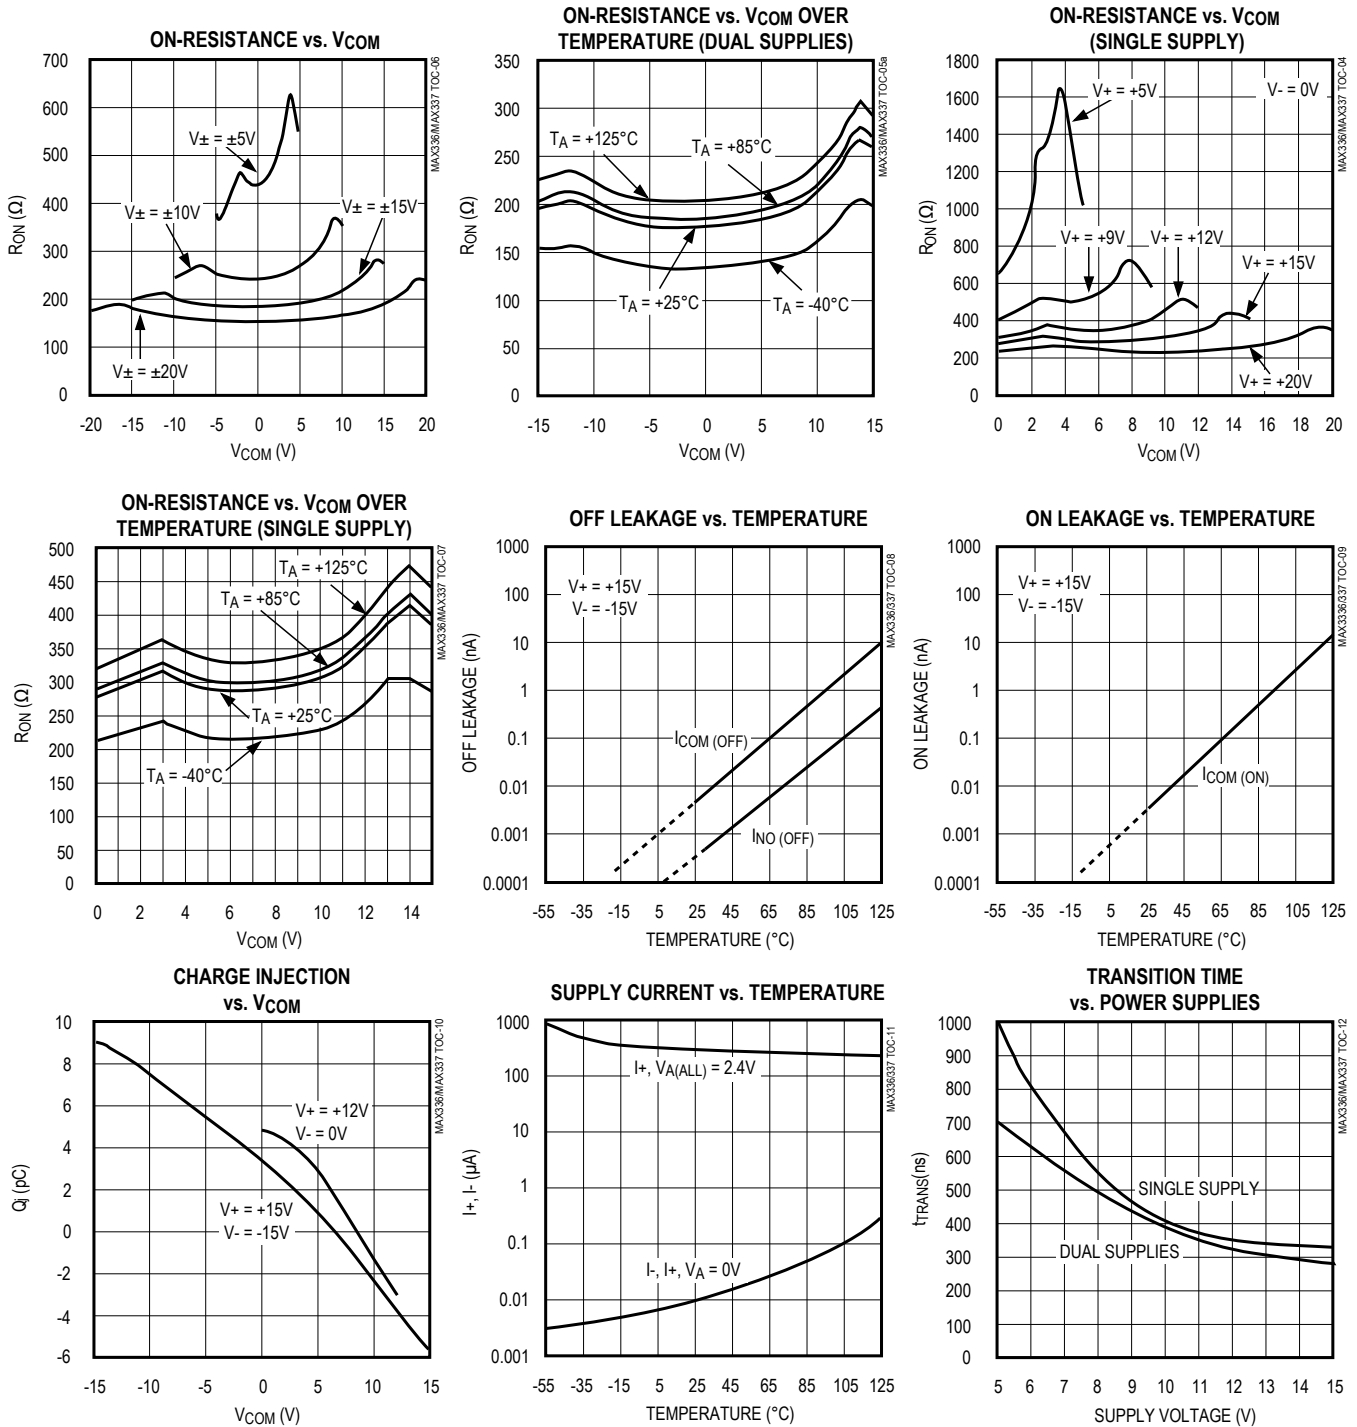 ON-RESISTANCE vs. VCOM
700
600
500
400
300
200
100
0
RON (Ω)
V± = ±5V
V± = ±10V
V± = ±15V
V± = ±20V
-20 -15 -10 -5 0 5 10 15 20
VCOM (V)
MAX336/MAX337 TOC-06
ON-RESISTANCE vs. VCOM OVER
TEMPERATURE (DUAL SUPPLIES)
350
300
250
200
150
100
50
0
RON (Ω)
TA = +125°C
TA = +85°C
TA = +25°C
TA = -40°C
-15 -10 -5 0 5 10 15
VCOM (V)
MAX336/MAX337 TOC-05a
ON-RESISTANCE vs. VCOM
(SINGLE SUPPLY)
1800
1600
1400
1200
1000
800
600
400
200
0
RON (Ω)
V+ = +5V
V- = 0V
V+ = +9V
V+ = +12V
V+ = +15V
V+ = +20V
0 2 4 6 8 10 12 14 16 18 20
VCOM (V)
MAX336/MAX337 TOC-04
ON-RESISTANCE vs. VCOM OVER
TEMPERATURE (SINGLE SUPPLY)
500
450
400
350
300
250
200
150
100
50
0
RON (Ω)
TA = +125°C
TA = +85°C
TA = +25°C
TA = -40°C
0 2 4 6 8 10 12 14
VCOM (V)
MAX336/MAX337 TOC-07
OFF LEAKAGE vs. TEMPERATURE
1000
100
10
1
0.1
0.01
0.001
0.0001
OFF LEAKAGE (nA)
V+ = +15V
V- = -15V
ICOM (OFF)
INO (OFF)
-55 -35 -15 5 25 45 65 85 105 125
TEMPERATURE (°C)
MAX3336/337 TOC-08
ON LEAKAGE vs. TEMPERATURE
1000
100
10
1
0.1
0.01
0.001
0.0001
ON LEAKAGE (nA)
V+ = +15V
V- = -15V
ICOM (ON)
-55 -35 -15 5 25 45 65 85 105 125
TEMPERATURE (°C)
MAX3336/337 TOC-09
CHARGE INJECTION
vs. VCOM
10
8
6
4
2
0
-2
-4
-6
Qj (pC)
V+ = +12V
V- = 0V
V+ = +15V
V- = -15V
-15 -10 -5 0 5 10 15
VCOM (V)
MAX336/MAX337 TOC-10
SUPPLY CURRENT vs. TEMPERATURE
1000
100
10
1
0.1
0.01
0.001
I+, I- (µA)
I+, VA(ALL) = 2.4V
I-, I+, VA = 0V
-55 -35 -15 5 25 45 65 85 105 125
TEMPERATURE (°C)
MAX336/337 TOC-11
TRANSITION TIME
vs. POWER SUPPLIES
1000
900
800
700
600
500
400
300
200
100
0
tTRANS(ns)
SINGLE SUPPLY
DUAL SUPPLIES
5 6 7 8 9 10 11 12 13 14 15
SUPPLY VOLTAGE (V)
MAX336/MAX337 TOC-12